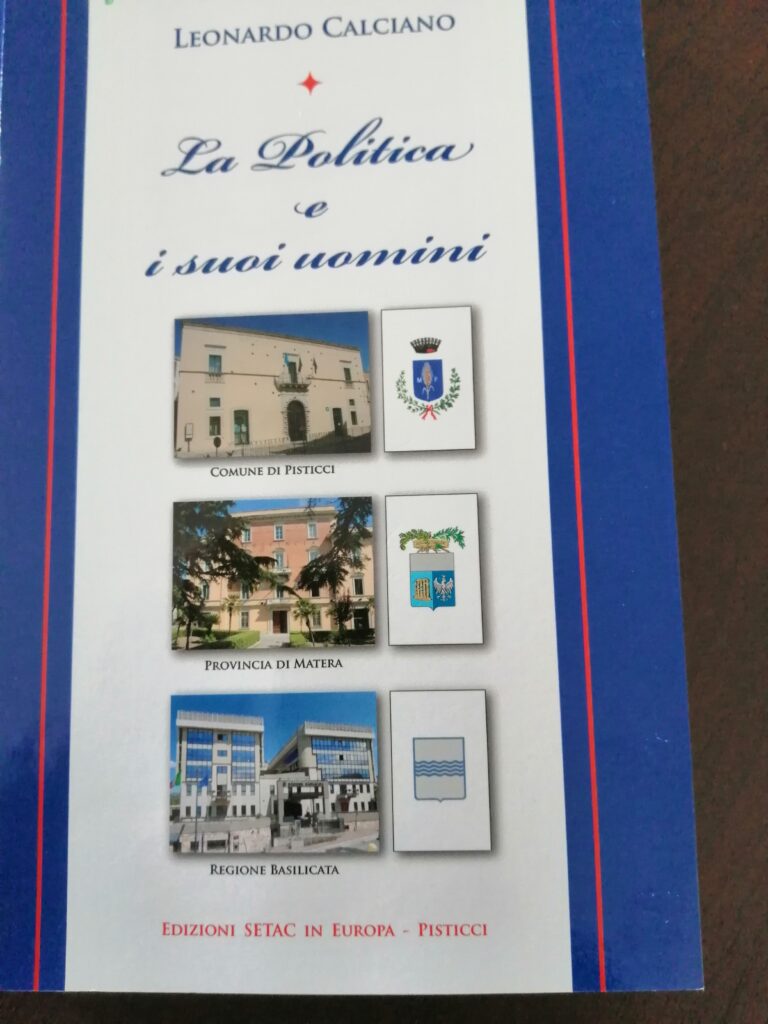 LEONARDO CALCIANO
La Politica
e
i suoi uomini
M P
COMUNE DI PISTICCI
PROVINCIA DI MATERA
REGIONE BASILICATA
EDIZIONI SETAC IN EUROPA - PISTICCI